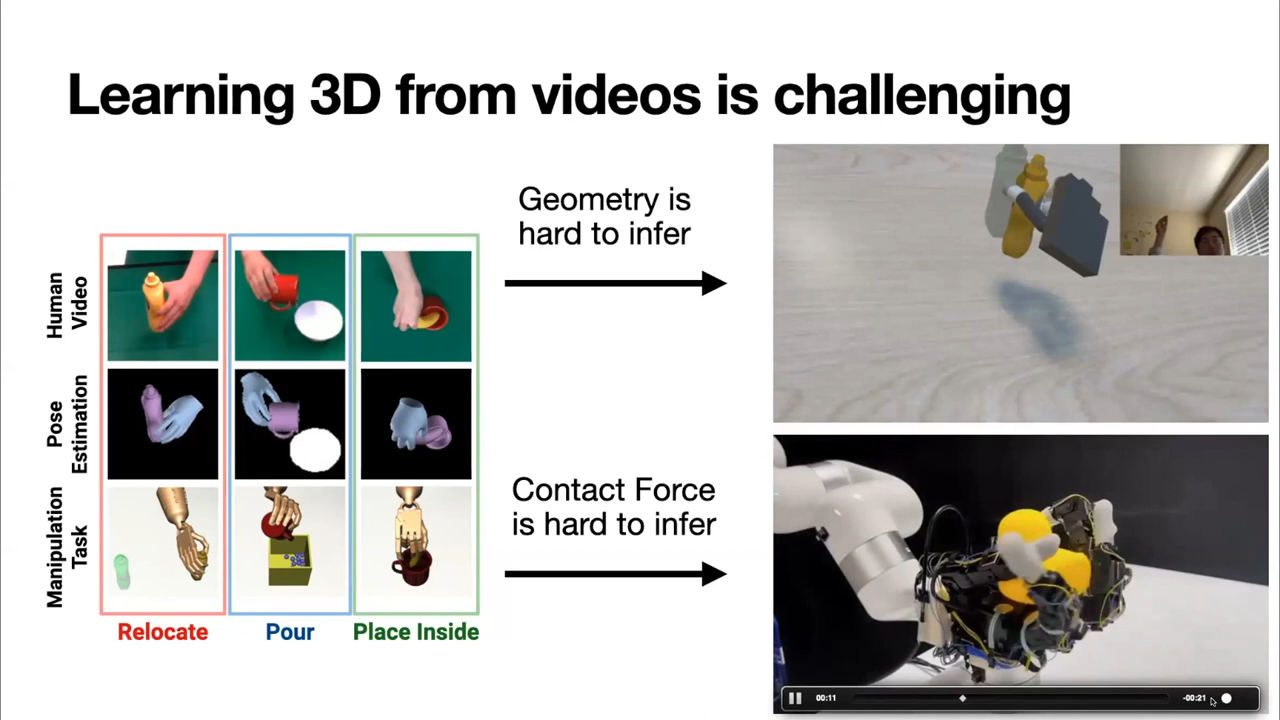 Learning 3D from videos is challenging
Geometry is
hard to infer
Human
Video
Pose
Estimation
Contact Force
is hard to infer
Manipulation
Task
Relocate
Pour
Place Inside
00:11
-00:21